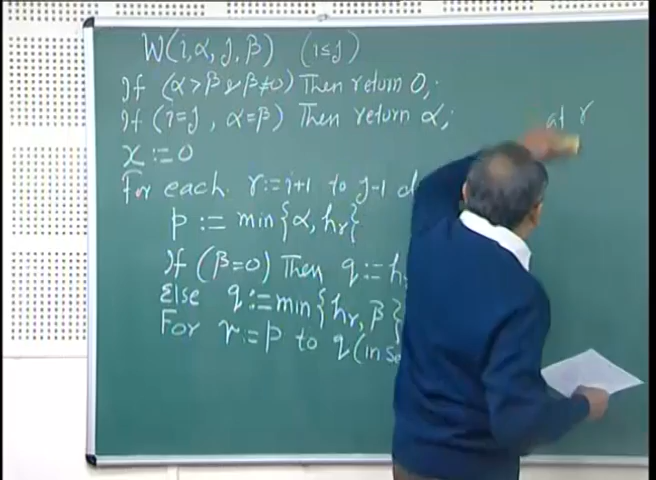 W(i,α,J,β) (i≤J)
If (α>β & β≠0) Then return 0;
If (i=J, α=β) Then return α;
at r
x := 0
For each r:=i+1 to J-1 d
p := min{α, hr}
If (β=0) Then q := h
Else q:=min{hr, β}
For r:=p to q (in